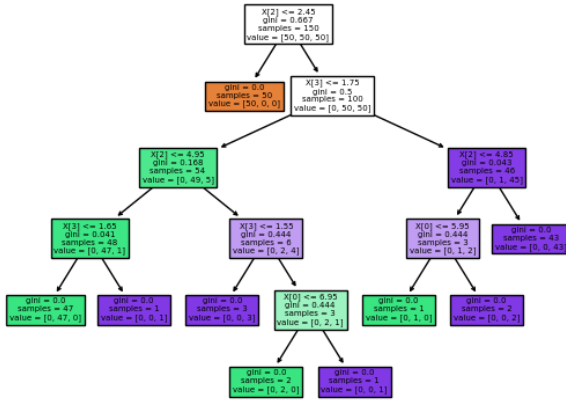 X[2] <= 2.45
gini = 0.667
samples = 150
value = [50, 50, 50]
gini = 0.0
samples = 50
value = [50, 0, 0]
X[3] <= 1.75
gini = 0.5
samples = 100
value = [0, 50, 50]
X[2] <= 4.95
gini = 0.168
samples = 54
value = [0, 49, 5]
X[2] <= 4.85
gini = 0.043
samples = 46
value = [0, 1, 45]
X[3] <= 1.65
gini = 0.041
samples = 48
value = [0, 47, 1]
X[3] <= 1.55
gini = 0.444
samples = 6
value = [0, 2, 4]
X[0] <= 5.95
gini = 0.444
samples = 3
value = [0, 1, 2]
gini = 0.0
samples = 43
value = [0, 0, 43]
gini = 0.0
samples = 47
value = [0, 47, 0]
gini = 0.0
samples = 1
value = [0, 0, 1]
gini = 0.0
samples = 3
value = [0, 0, 3]
X[0] <= 6.95
gini = 0.444
samples = 3
value = [0, 2, 1]
gini = 0.0
samples = 1
value = [0, 1, 0]
gini = 0.0
samples = 2
value = [0, 0, 2]
gini = 0.0
samples = 2
value = [0, 2, 0]
gini = 0.0
samples = 1
value = [0, 0, 1]